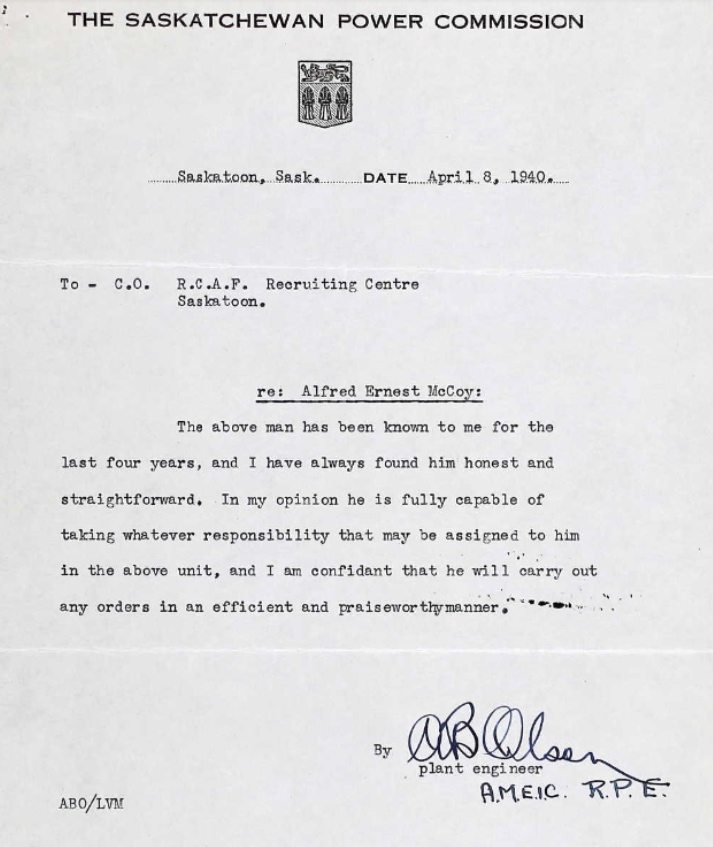 THE SASKATCHEWAN POWER COMMISSION
Saskatoon, Sask. DATE April 8, 1940.
To - C.O. R.C.A.F. Recruiting Centre
Saskatoon.
re: Alfred Ernest McCoy:
The above man has been known to me for the
last four years, and I have always found him honest and
straightforward. In my opinion he is fully capable of
taking whatever responsibility that may be assigned to him
in the above unit, and I am confidant that he will carry out
any orders in an efficient and praiseworthymanner.
By AB Olsen
plant engineer
A.M.E.I.C. R.P.E.
ABO/LVM